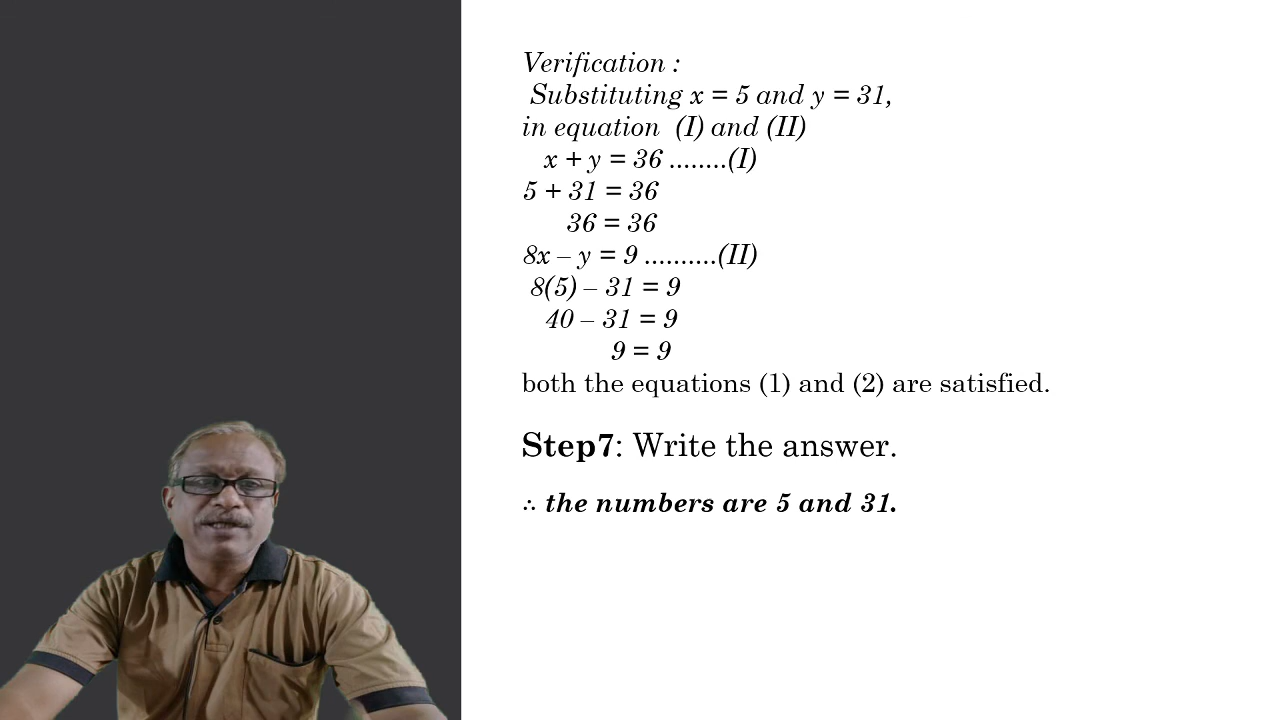 Verification :
Substituting x = 5 and y = 31,
in equation (I) and (II)
x + y = 36 ........(I)
5 + 31 = 36
36 = 36
8x – y = 9 ..........(II)
8(5) – 31 = 9
40 – 31 = 9
9 = 9
both the equations (1) and (2) are satisfied.
Step7: Write the answer.
∴ the numbers are 5 and 31.